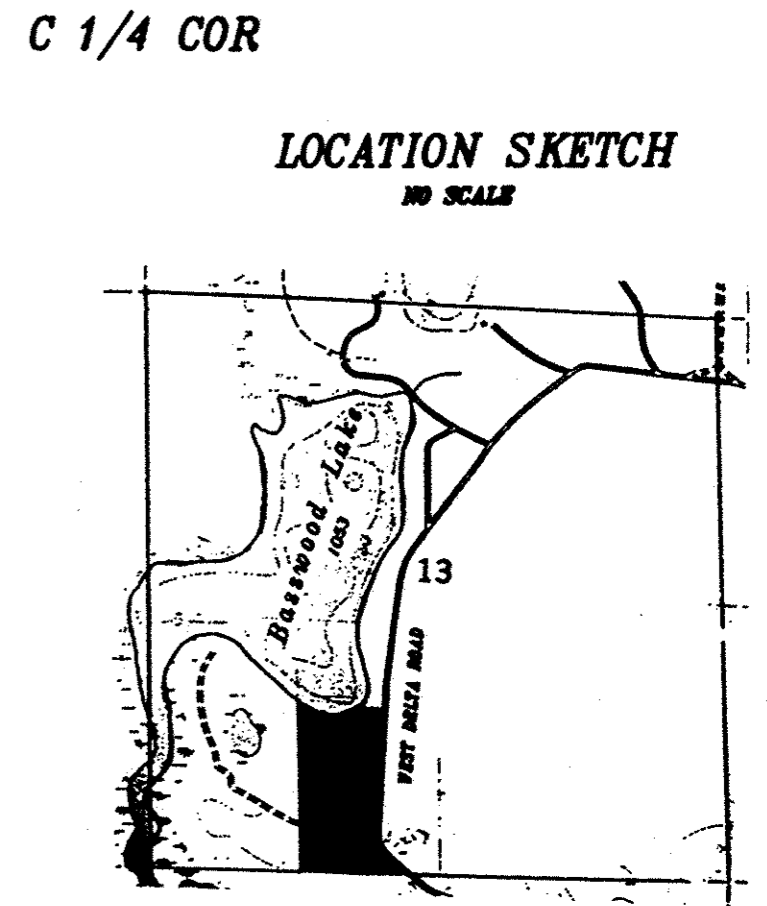 C 1/4 COR
LOCATION SKETCH
NO SCALE
Basswood Lake
1053
13
WEST DELTA ROAD